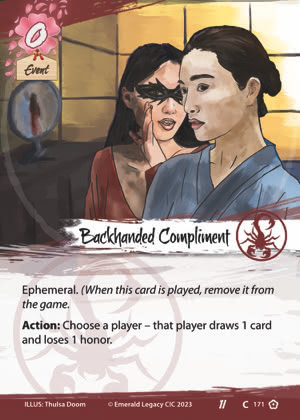 0
Event
Backhanded Compliment
Ephemeral. (When this card is played, remove it from
the game.
Action: Choose a player – that player draws 1 card
and loses 1 honor.
ILLUS: Thulsa Doom © Emerald Legacy CIC 2023 C 171